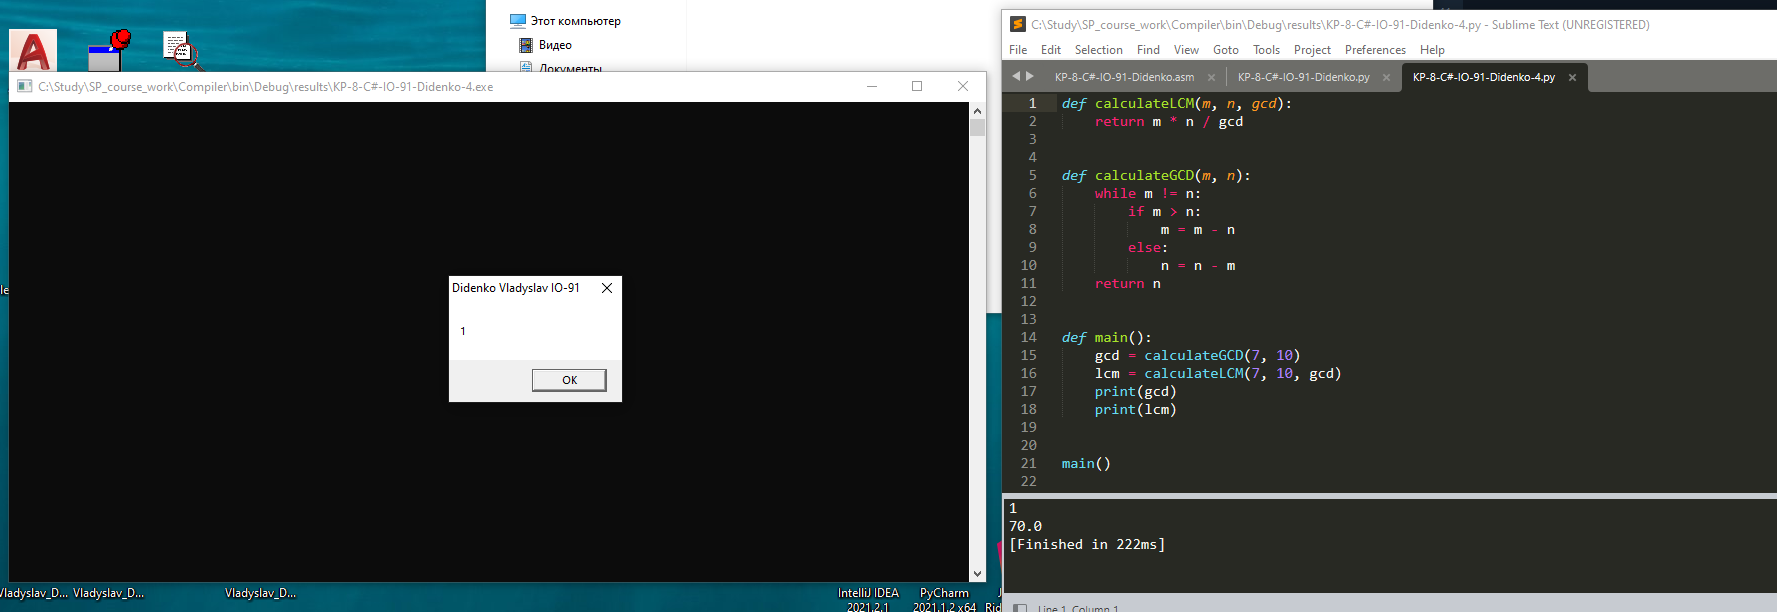 Этот компьютер
Видео
Документы
C:\Study\SP_course_work\Compiler\bin\Debug\results\KP-8-C#-IO-91-Didenko-4.exe
Didenko Vladyslav IO-91
1
OK
Vladyslav_D...
Vladyslav_D...
Vladyslav_D...
IntelliJ IDEA
2021.2.1
PyCharm
2021.1.2 x64
C:\Study\SP_course_work\Compiler\bin\Debug\results\KP-8-C#-IO-91-Didenko-4.py - Sublime Text (UNREGISTERED)
File Edit Selection Find View Goto Tools Project Preferences Help
KP-8-C#-IO-91-Didenko.asm KP-8-C#-IO-91-Didenko.py KP-8-C#-IO-91-Didenko-4.py
1 def calculateLCM(m, n, gcd):
2 return m * n / gcd
3
4
5 def calculateGCD(m, n):
6 while m != n:
7 if m > n:
8 m = m - n
9 else:
10 n = n - m
11 return n
12
13
14 def main():
15 gcd = calculateGCD(7, 10)
16 lcm = calculateLCM(7, 10, gcd)
17 print(gcd)
18 print(lcm)
19
20
21 main()
22
1
70.0
[Finished in 222ms]
Line 1, Column 1